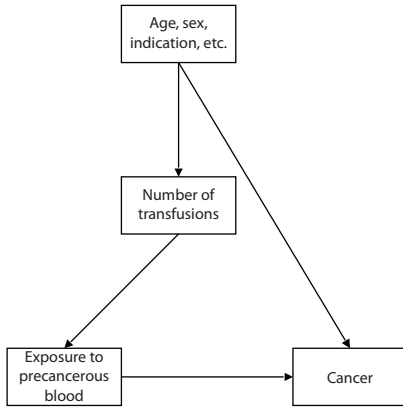 Age, sex,
indication, etc.
Number of
transfusions
Exposure to
precancerous
blood
Cancer